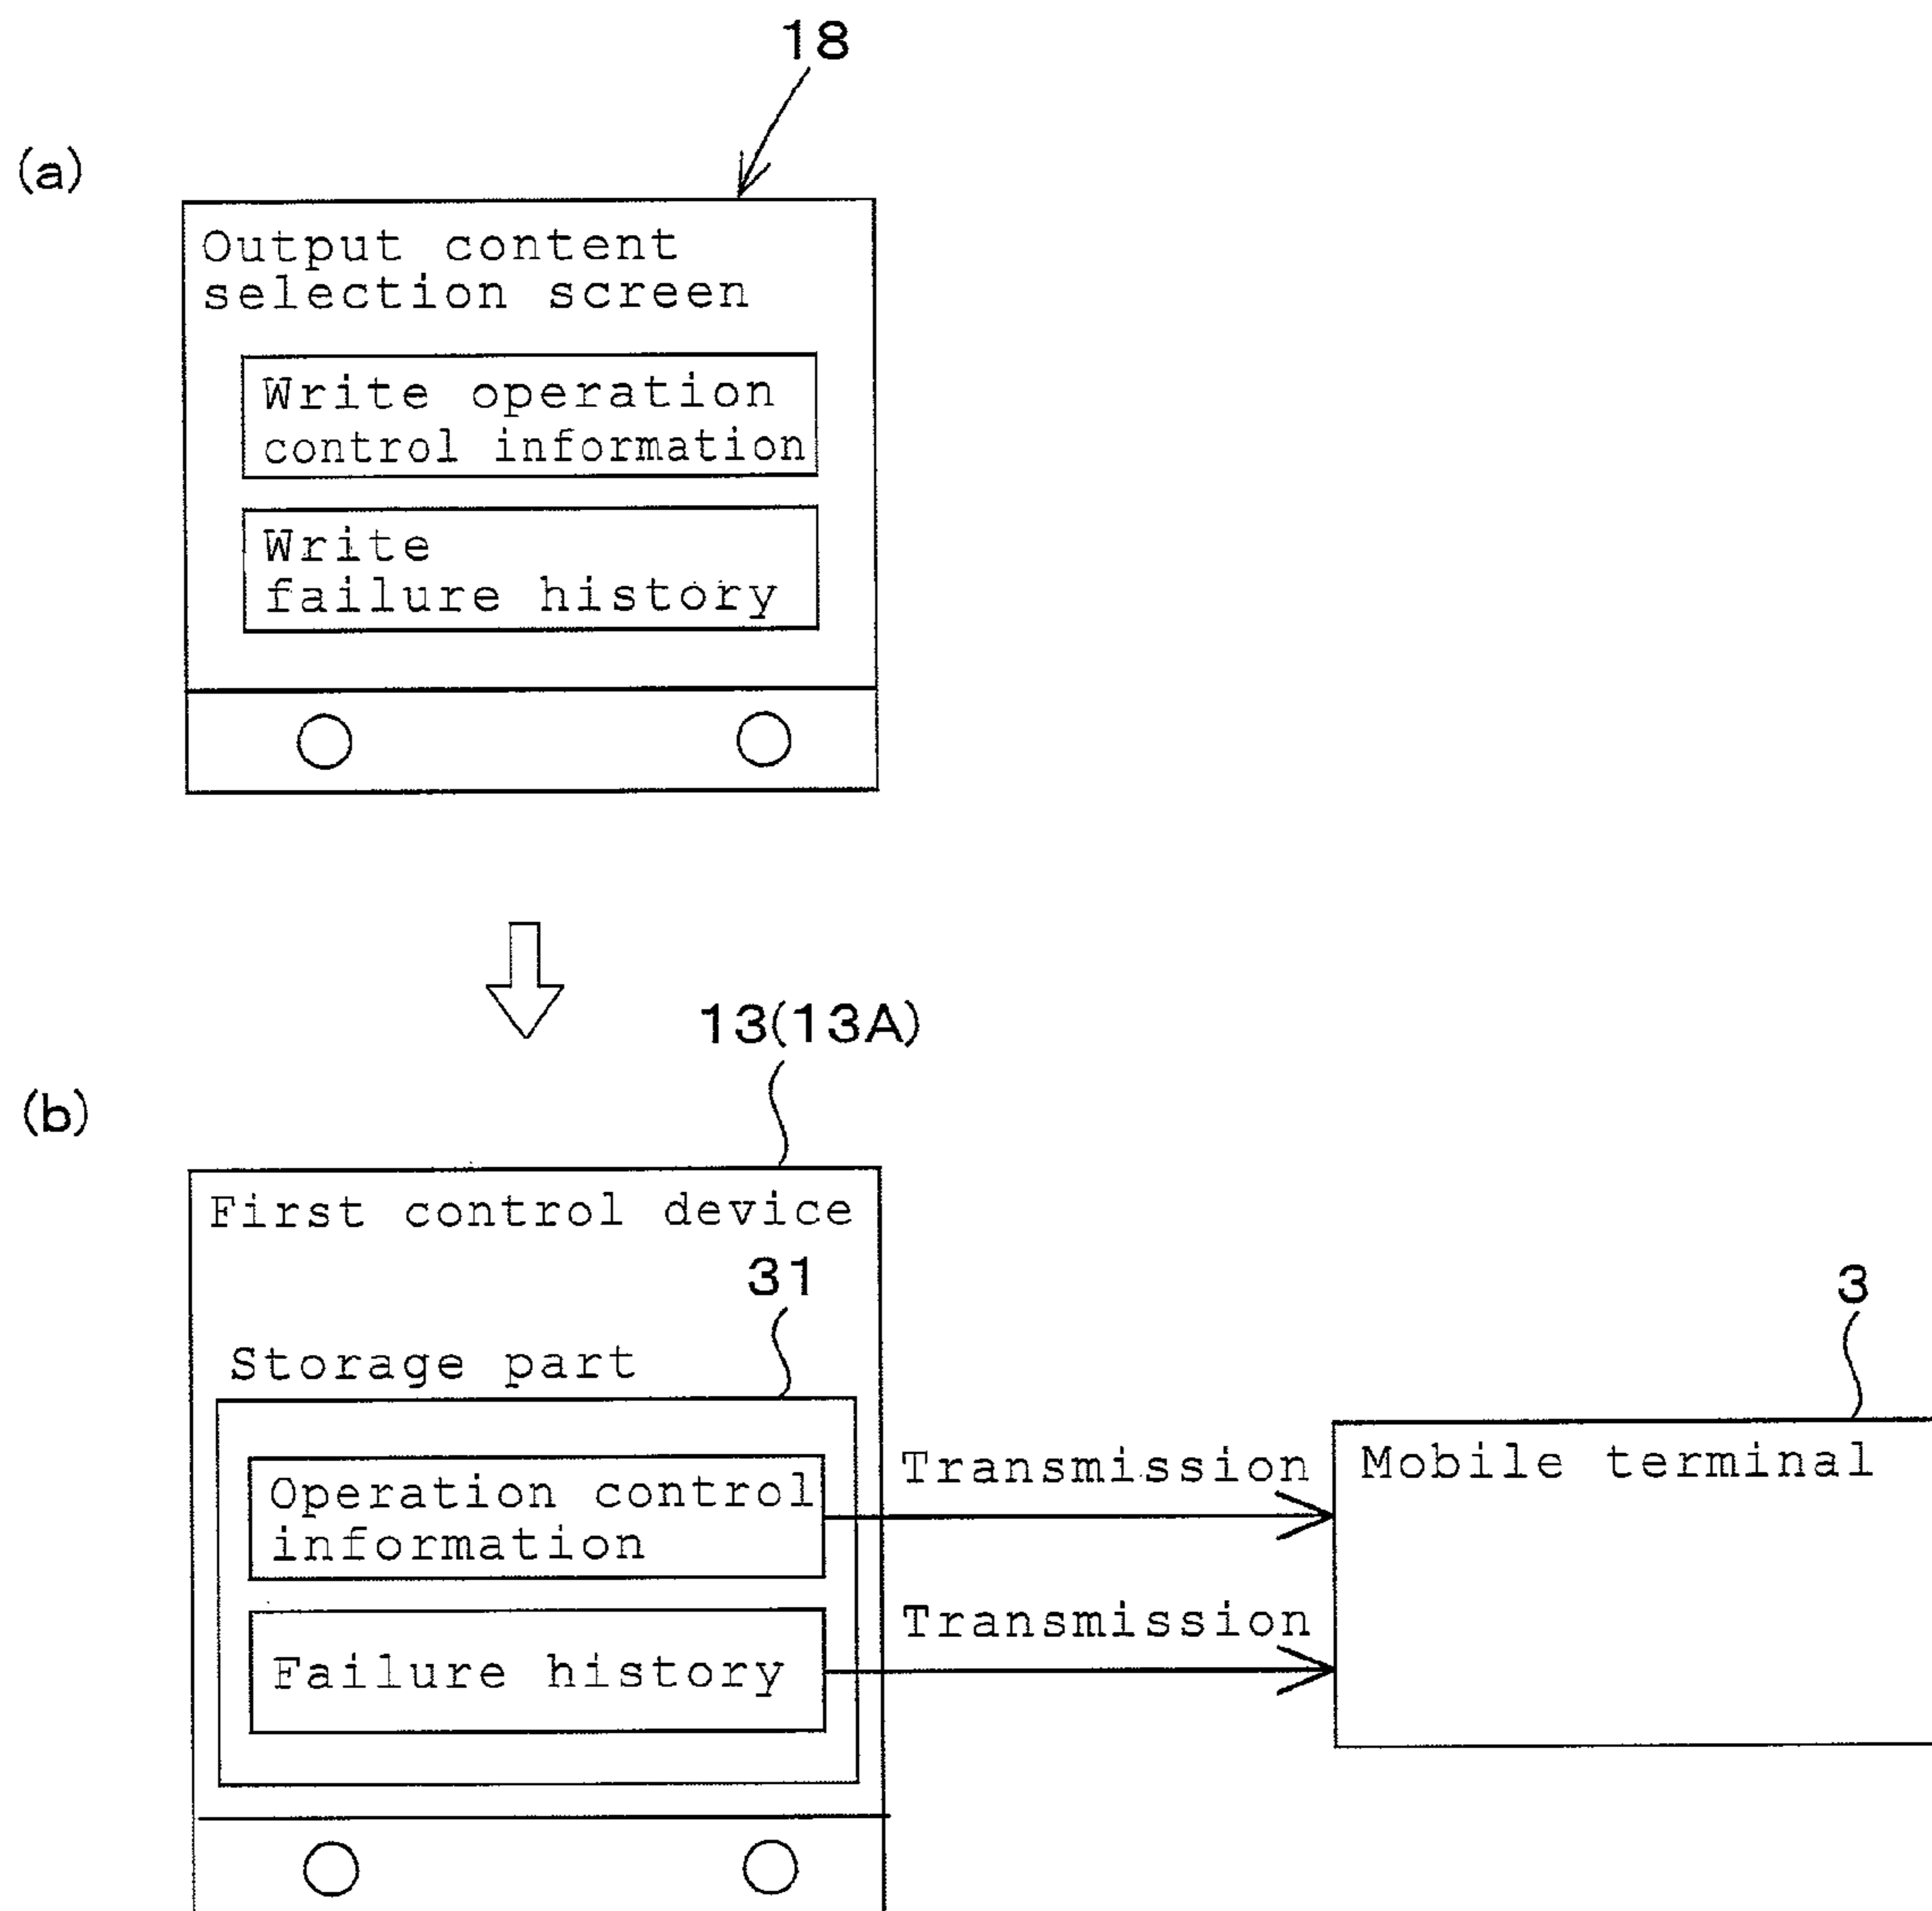 18
(a)
Output content
selection screen
Write operation
control information
Write
failure history
13(13A)
(b)
First control device
31
Storage part
3
Operation control
information
Transmission
Mobile terminal
Failure history
Transmission